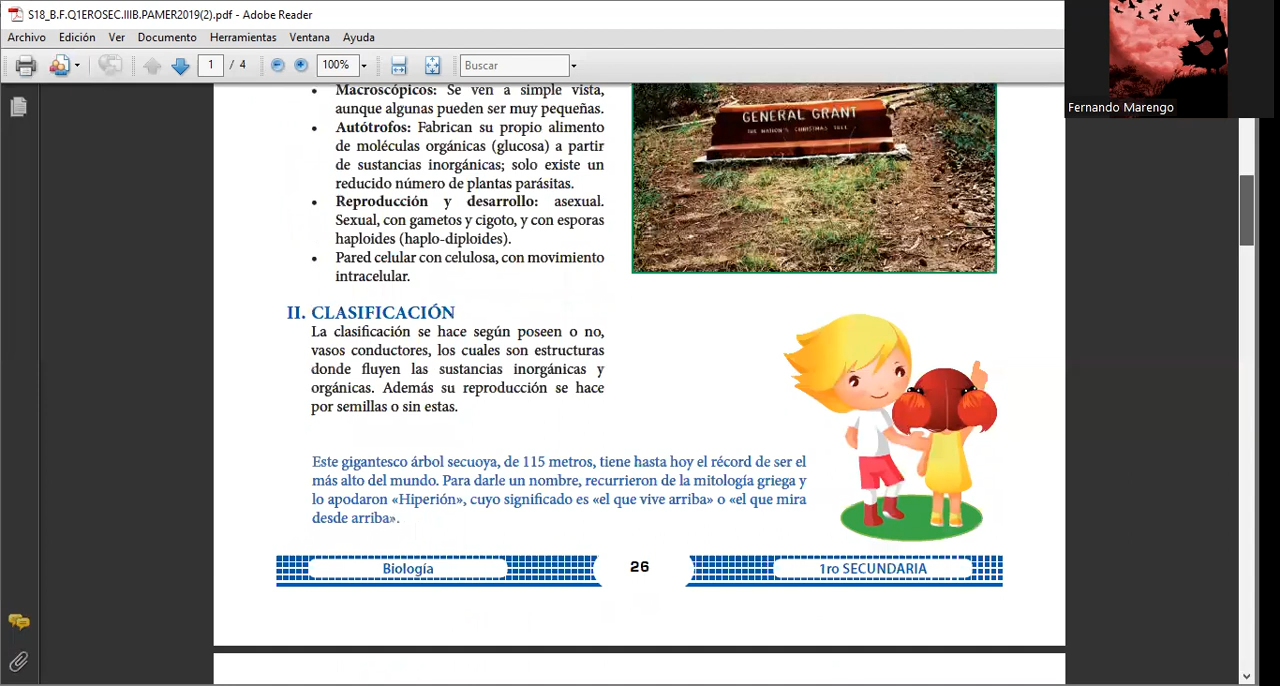 S18_B.F.Q1EROSEC.IIIB.PAMER2019(2).pdf - Adobe Reader
Archivo Edición Ver Documento Herramientas Ventana Ayuda
1 / 4 100% Buscar
Fernando Marengo
• Macroscópicos: Se ven a simple vista,
aunque algunas pueden ser muy pequeñas.
• Autótrofos: Fabrican su propio alimento
de moléculas orgánicas (glucosa) a partir
de sustancias inorgánicas; solo existe un
reducido número de plantas parásitas.
• Reproducción y desarrollo: asexual.
Sexual, con gametos y cigoto, y con esporas
haploides (haplo-diploides).
• Pared celular con celulosa, con movimiento
intracelular.
GENERAL GRANT
THE NATION'S CHRISTMAS TREE
II. CLASIFICACIÓN
La clasificación se hace según poseen o no,
vasos conductores, los cuales son estructuras
donde fluyen las sustancias inorgánicas y
orgánicas. Además su reproducción se hace
por semillas o sin estas.
Este gigantesco árbol secuoya, de 115 metros, tiene hasta hoy el récord de ser el
más alto del mundo. Para darle un nombre, recurrieron de la mitología griega y
lo apodaron «Hiperión», cuyo significado es «el que vive arriba» o «el que mira
desde arriba».
Biología 26 1ro SECUNDARIA